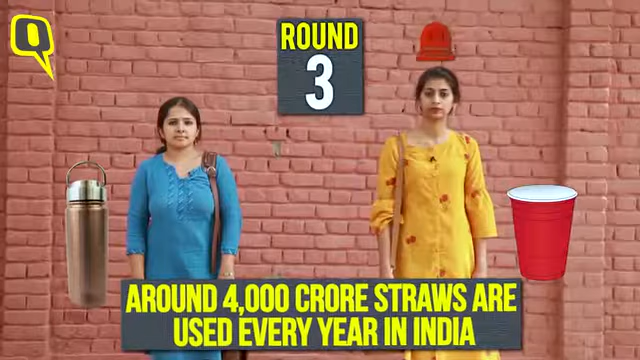 Q
ROUND
3
AROUND 4,000 CRORE STRAWS ARE
USED EVERY YEAR IN INDIA